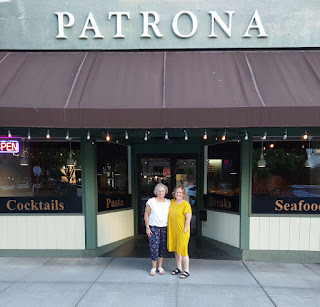 PATRONA
OPEN
Cocktails
Pasta
Steaks
Seafood